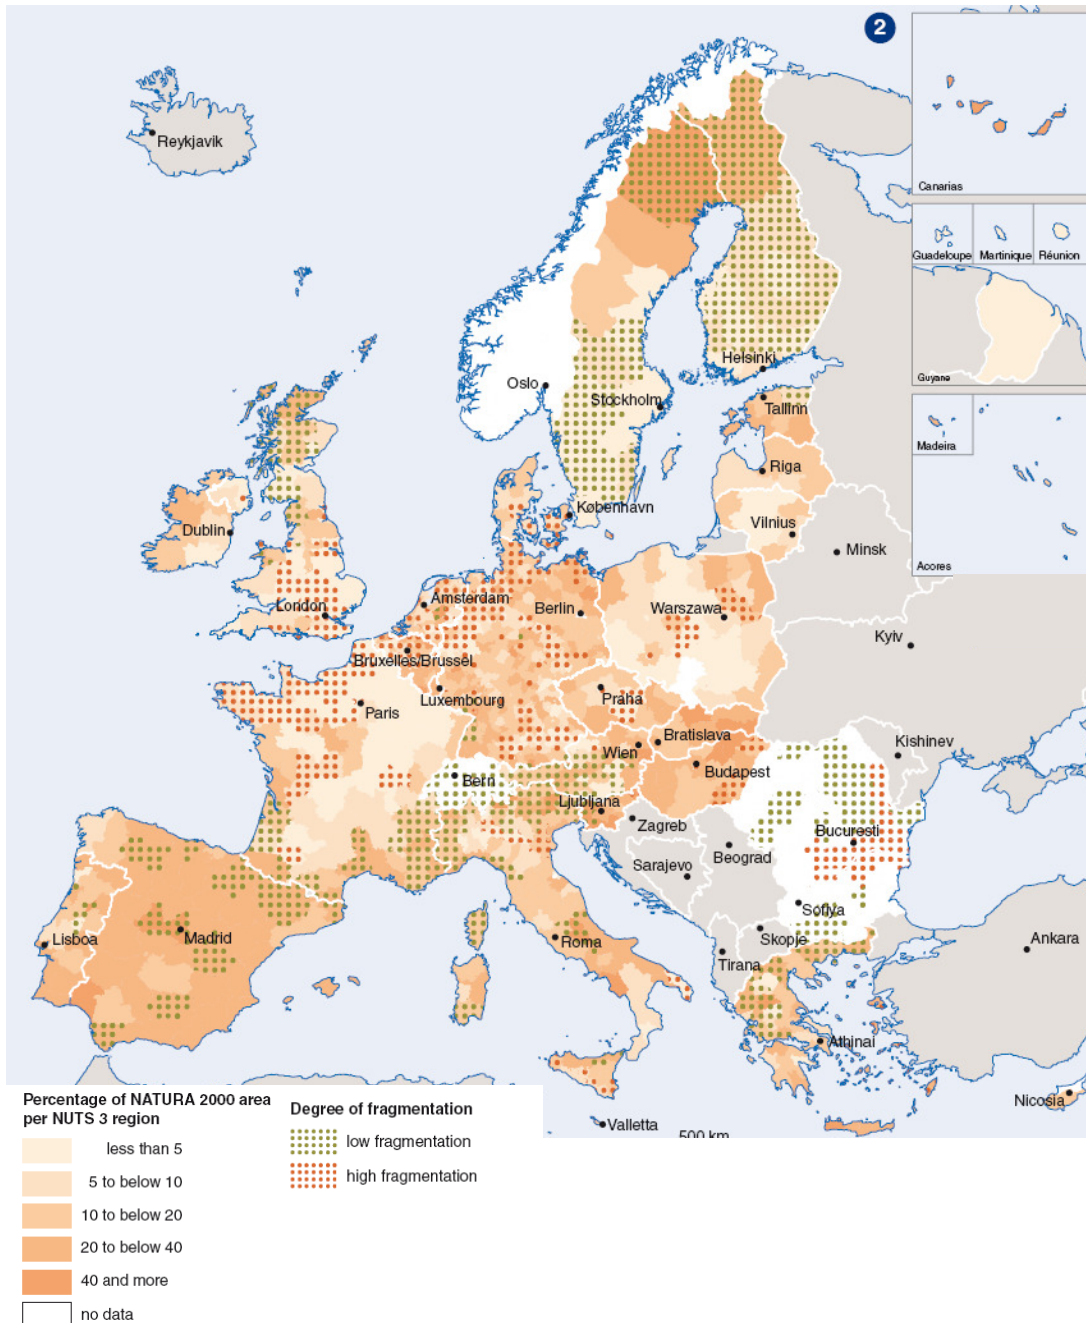 2
Reykjavik
Canarias
Guadeloupe
Martinique
Réunion
Guyane
Madeira
Acores
Helsinki
Oslo
Stockholm
Tallinn
Riga
København
Dublin
Vilnius
Minsk
London
Amsterdam
Berlin
Warszawa
Kyiv
Bruxelles/Brussel
Luxembourg
Praha
Paris
Bratislava
Wien
Kishinev
Budapest
Bern
Ljubljana
Zagreb
Bucuresti
Sarajevo
Beograd
Sofiya
Lisboa
Madrid
Roma
Skopje
Ankara
Tirana
Athinai
Nicosia
Valletta
500 km
Percentage of NATURA 2000 area
per NUTS 3 region
less than 5
5 to below 10
10 to below 20
20 to below 40
40 and more
no data
Degree of fragmentation
low fragmentation
high fragmentation